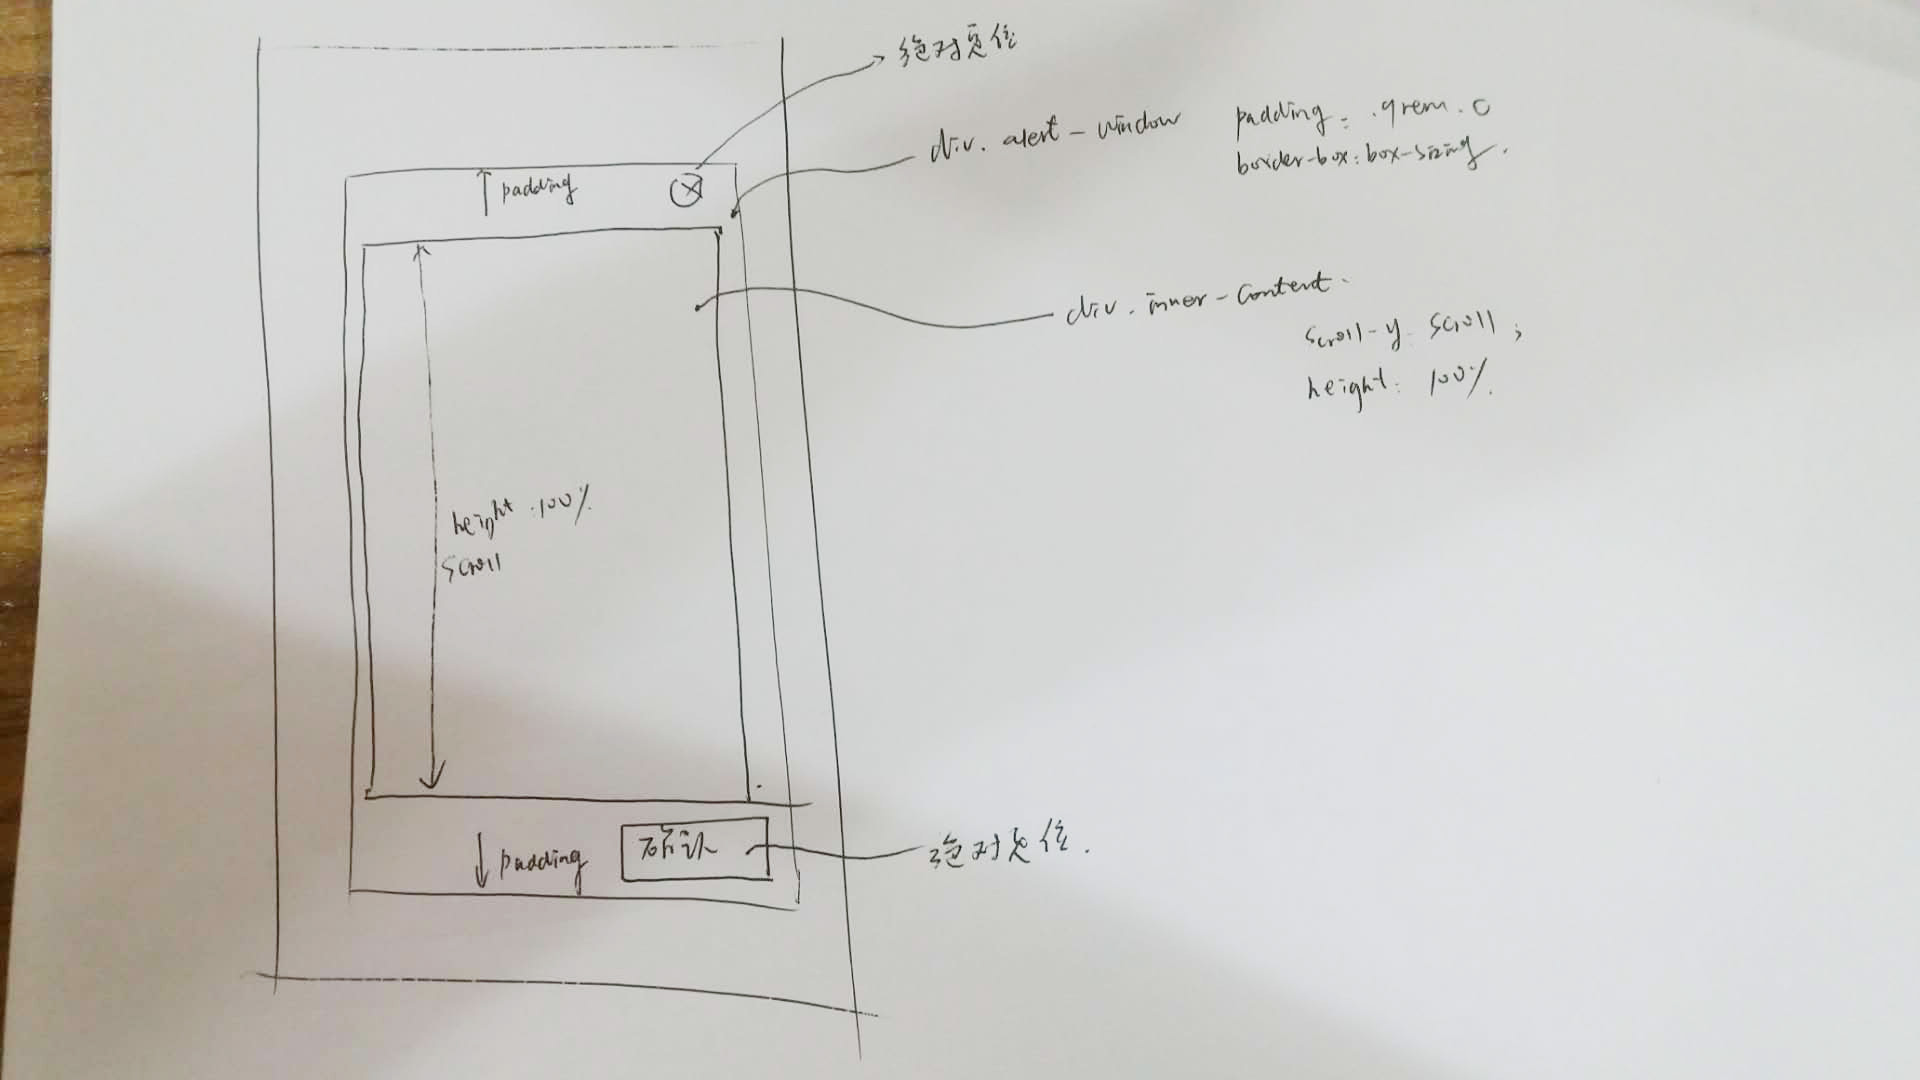 绝对定位
div.alert-window
padding: .9rem. 0
border-box: box-sizing.
padding
div.inner-content.
scroll-y scroll;
height: 100%.
height:100%
scroll
padding
确认
绝对定位.